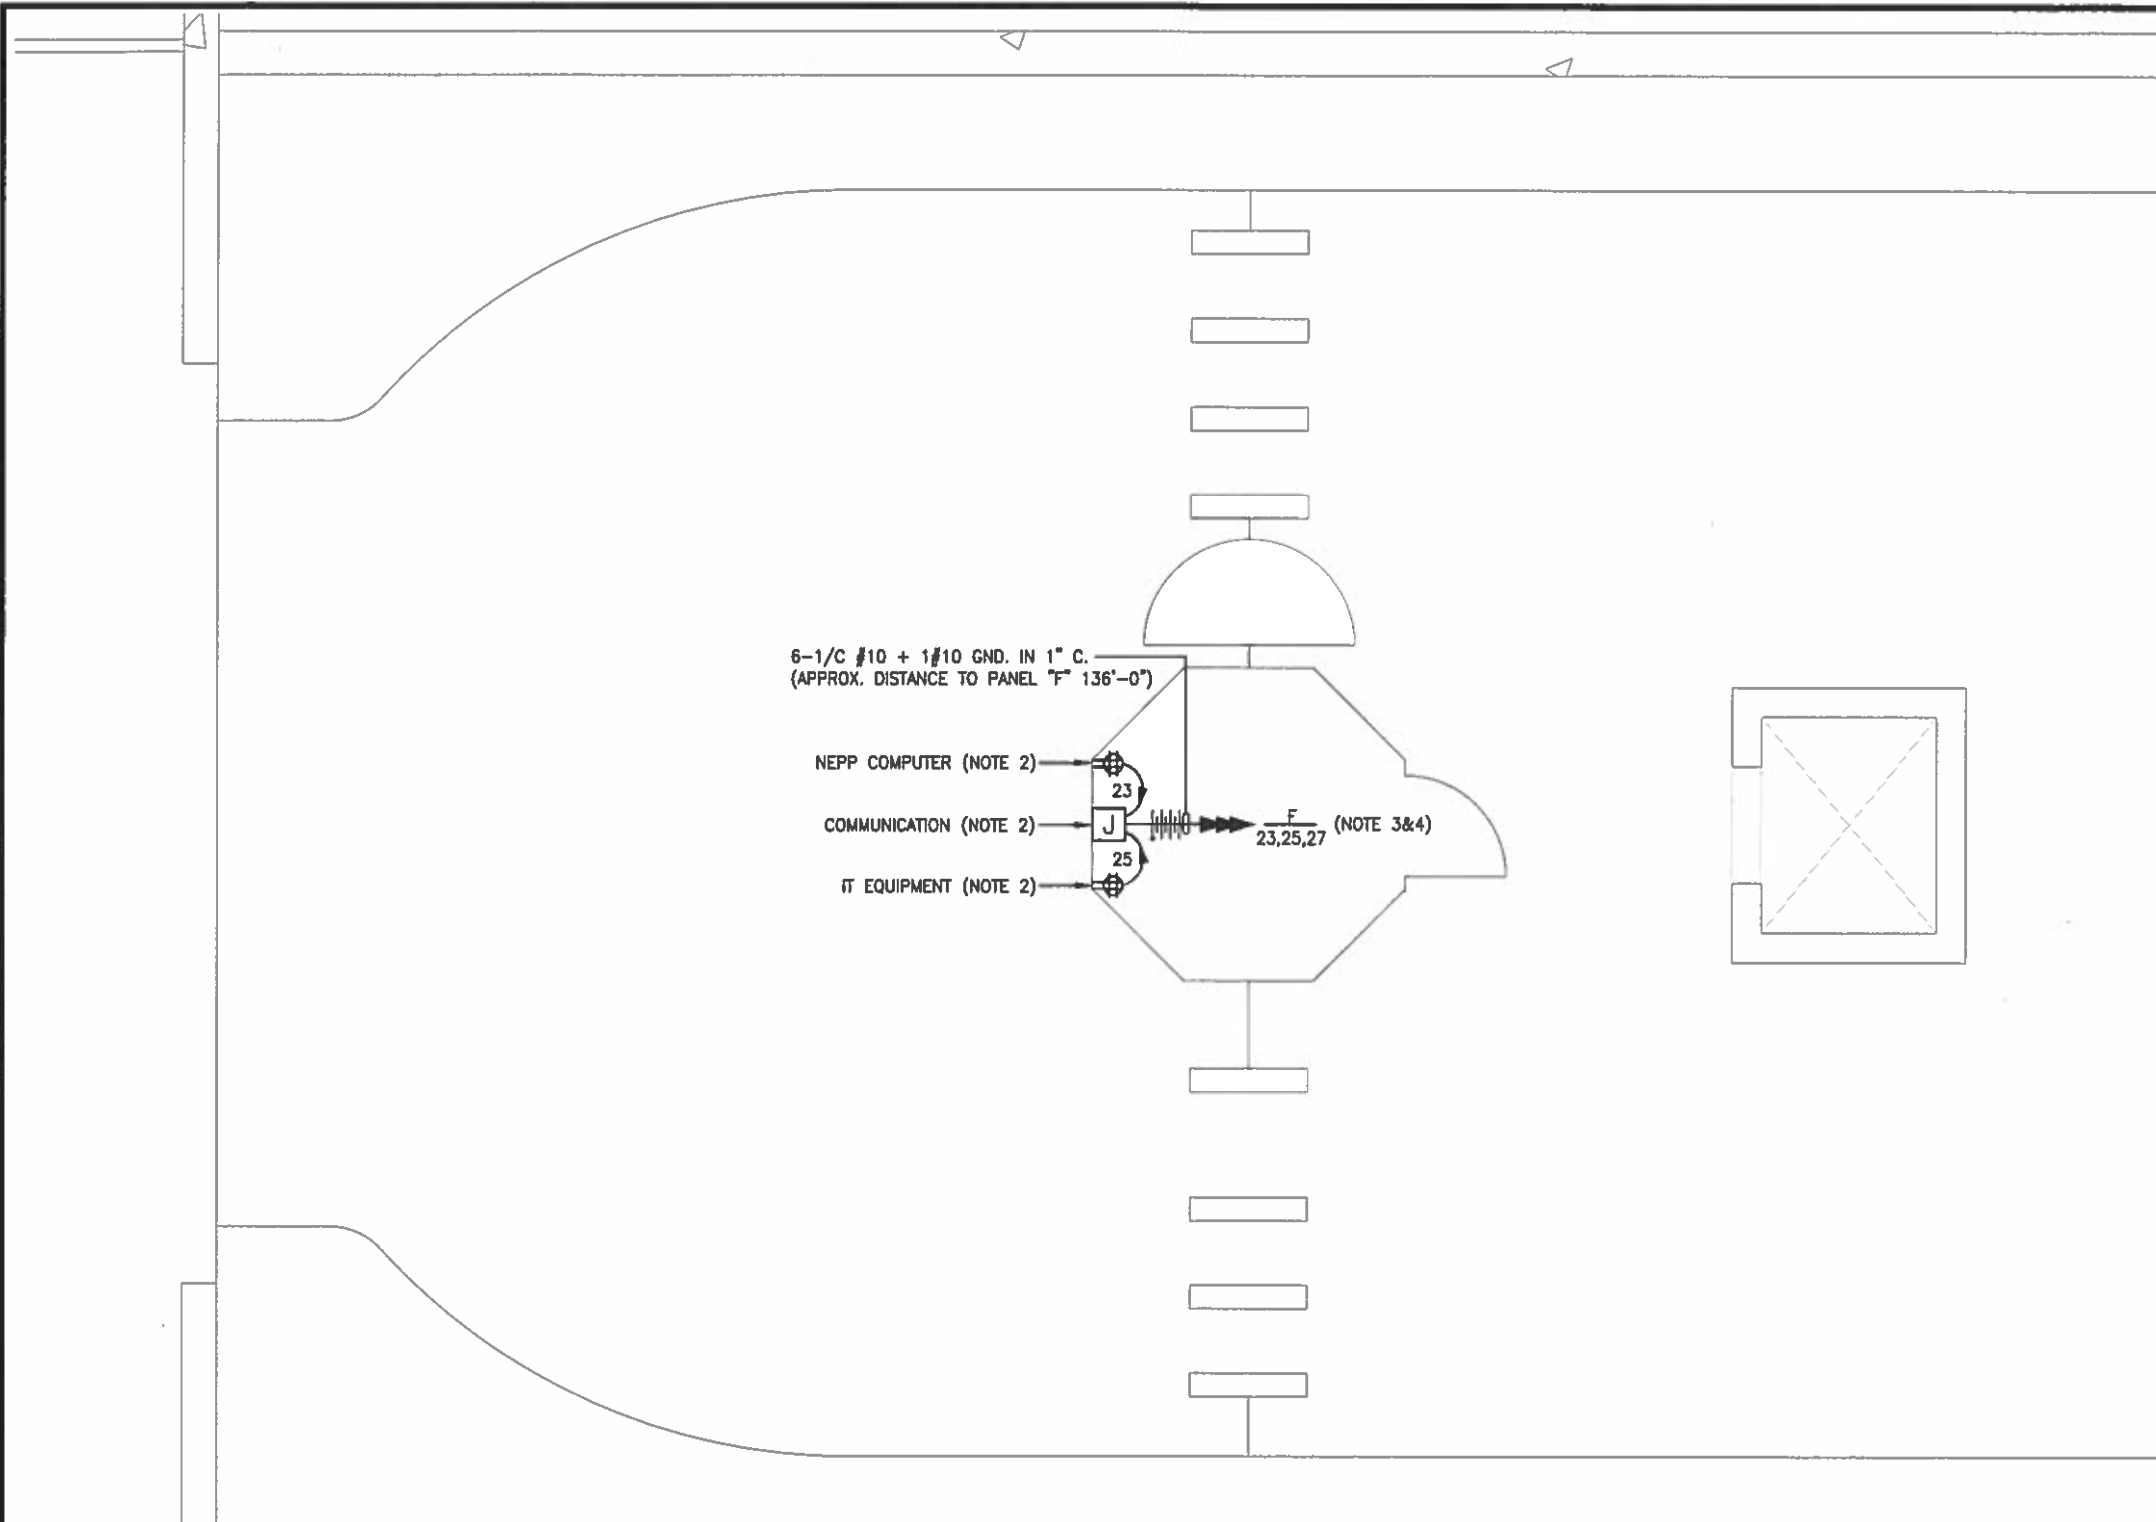 6-1/C #10 + 1#10 GND. IN 1" C.
(APPROX. DISTANCE TO PANEL "F" 136'-0")
NEPP COMPUTER (NOTE 2)
23
COMMUNICATION (NOTE 2)
J
F
23,25,27
(NOTE 3&4)
25
IT EQUIPMENT (NOTE 2)